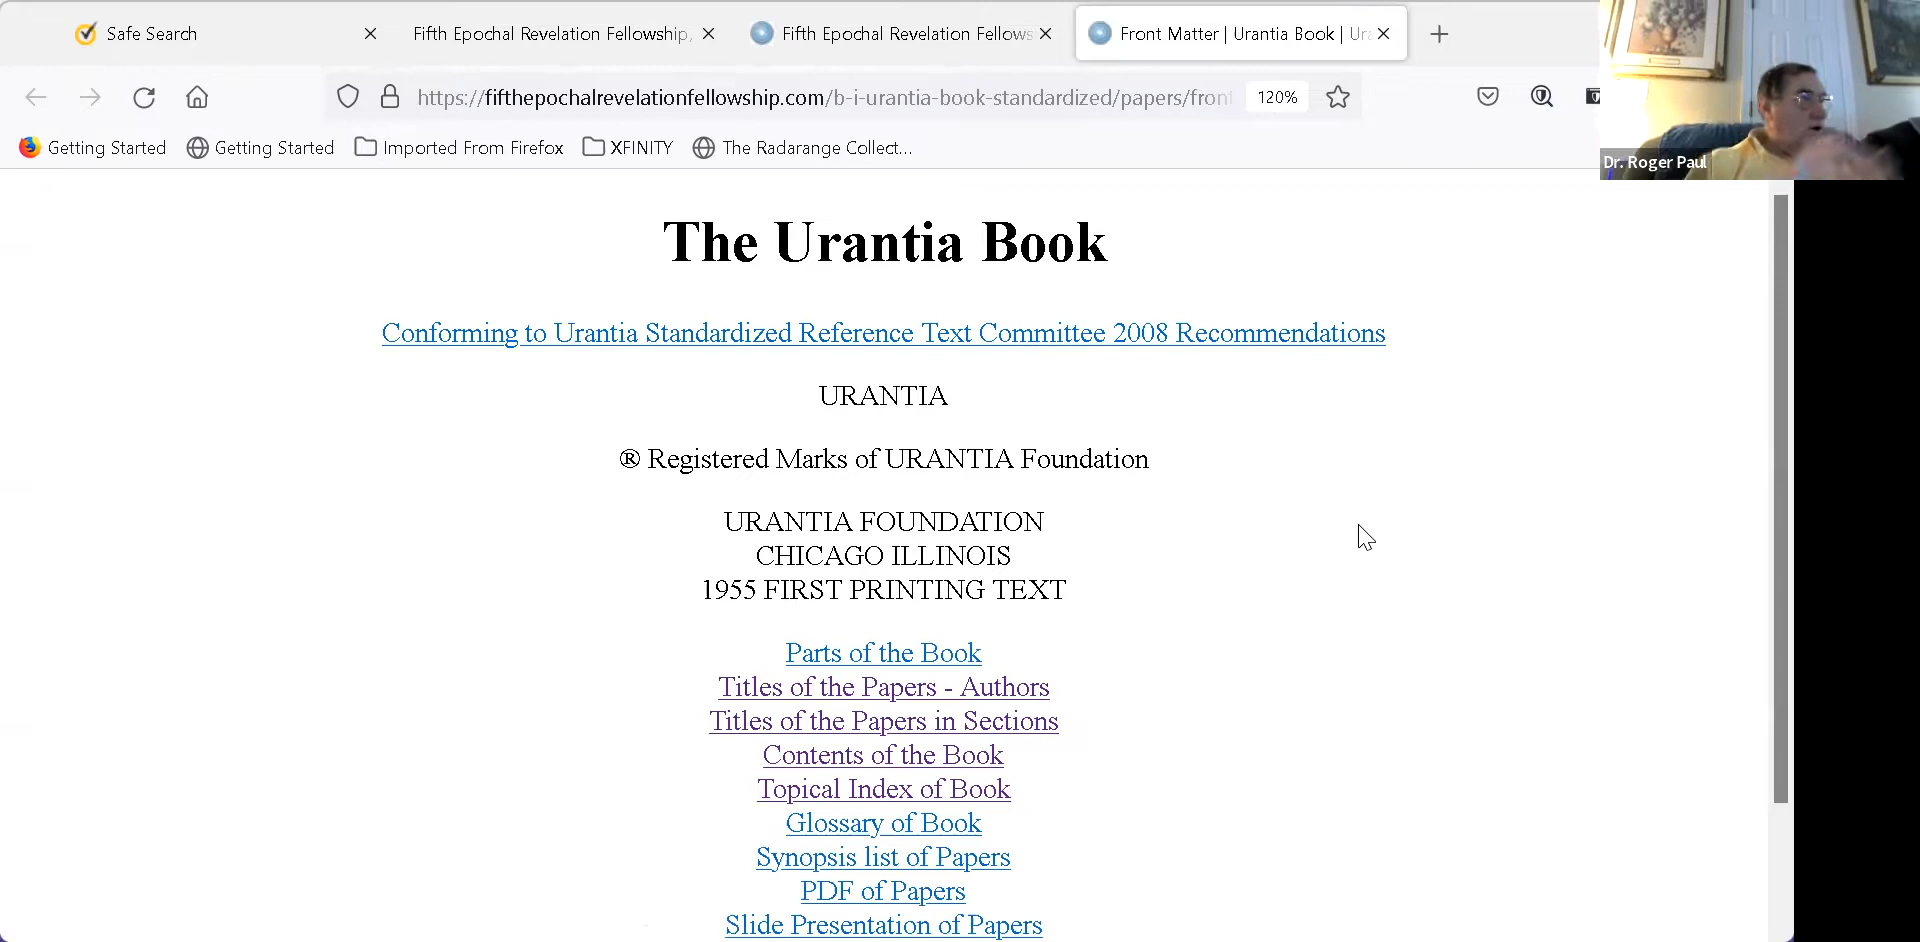 Safe Search
Fifth Epochal Revelation Fellowship,
Fifth Epochal Revelation Fellows
Front Matter | Urantia Book | Ura
https://fifthepochalrevelationfellowship.com/b-i-urantia-book-standardized/papers/front
120%
Getting Started
Getting Started
Imported From Firefox
XFINITY
The Radarange Collect...
Dr. Roger Paul
The Urantia Book
Conforming to Urantia Standardized Reference Text Committee 2008 Recommendations
URANTIA
® Registered Marks of URANTIA Foundation
URANTIA FOUNDATION
CHICAGO ILLINOIS
1955 FIRST PRINTING TEXT
Parts of the Book
Titles of the Papers - Authors
Titles of the Papers in Sections
Contents of the Book
Topical Index of Book
Glossary of Book
Synopsis list of Papers
PDF of Papers
Slide Presentation of Papers